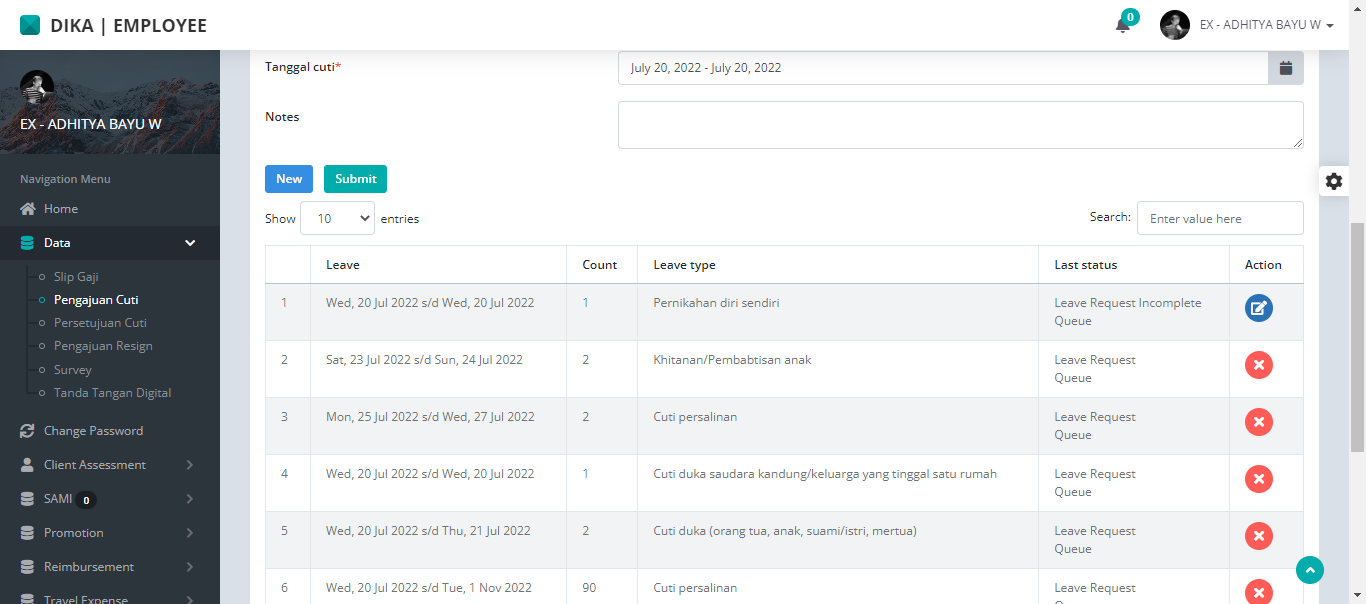 DIKA | EMPLOYEE
0
EX - ADHITYA BAYU W
EX - ADHITYA BAYU W
Navigation Menu
Home
Data
Slip Gaji
Pengajuan Cuti
Persetujuan Cuti
Pengajuan Resign
Survey
Tanda Tangan Digital
Change Password
Client Assessment
SAMI 0
Promotion
Reimbursement
Travel Expense
Tanggal cuti*
July 20, 2022 - July 20, 2022
Notes
New Submit
Show 10 entries
Search: Enter value here
Leave Count Leave type Last status Action
1 Wed, 20 Jul 2022 s/d Wed, 20 Jul 2022 1 Pernikahan diri sendiri Leave Request Incomplete
Queue
2 Sat, 23 Jul 2022 s/d Sun, 24 Jul 2022 2 Khitanan/Pembabtisan anak Leave Request
Queue
3 Mon, 25 Jul 2022 s/d Wed, 27 Jul 2022 2 Cuti persalinan Leave Request
Queue
4 Wed, 20 Jul 2022 s/d Wed, 20 Jul 2022 1 Cuti duka saudara kandung/keluarga yang tinggal satu rumah Leave Request
Queue
5 Wed, 20 Jul 2022 s/d Thu, 21 Jul 2022 2 Cuti duka (orang tua, anak, suami/istri, mertua) Leave Request
Queue
6 Wed, 20 Jul 2022 s/d Tue, 1 Nov 2022 90 Cuti persalinan Leave Request